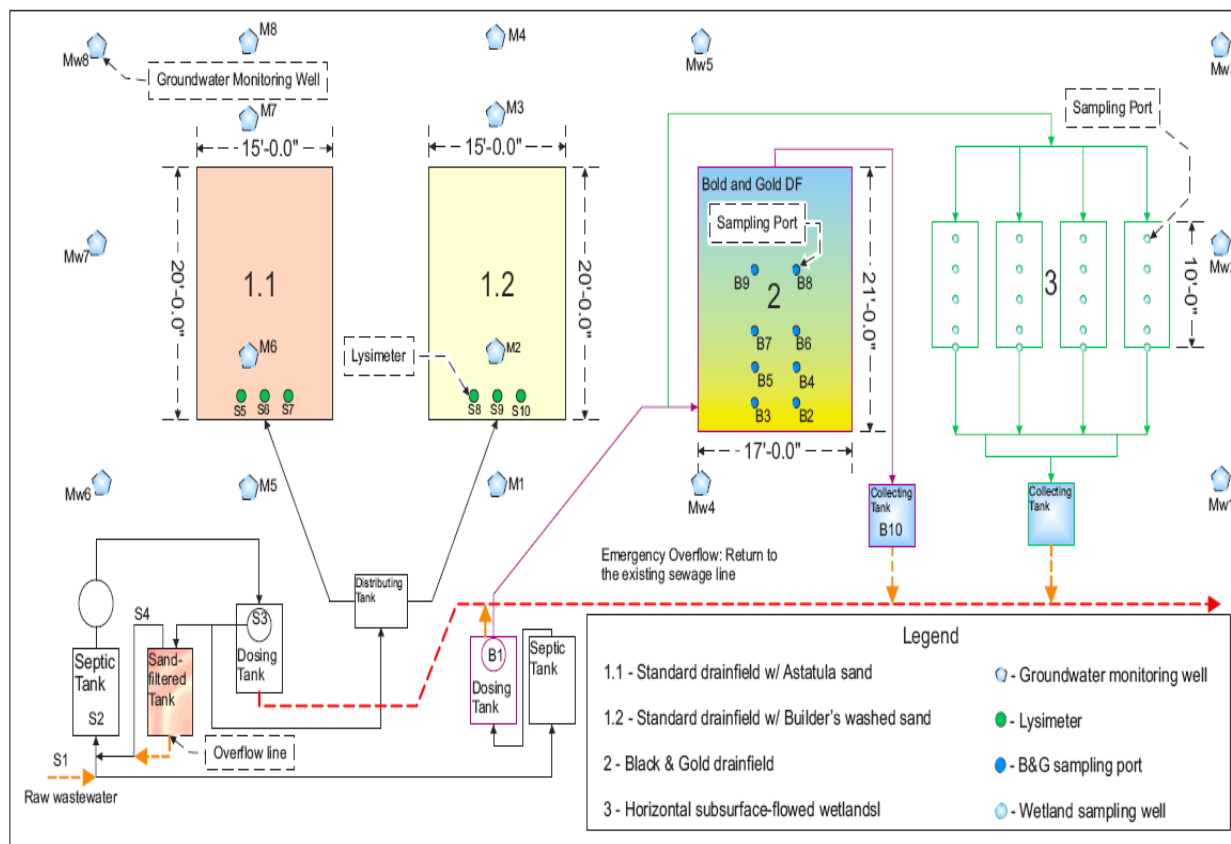 M8
M4
Mw8
Mw5
Mw3
Groundwater Monitoring Well
M7
M3
Sampling Port
15'-0.0"
15'-0.0"
Bold and Gold DF
Sampling Port
Mw7
20'-0.0"
1.1
20'-0.0"
1.2
B9
B8
2
21'-0.0"
3
10'-0"
M6
Lysimeter
M2
B7
B6
B5
B4
S5
S6
S7
S8
S9
S10
B3
B2
17'-0.0"
Mw6
M5
M1
Mw4
Collecting
Tank
B10
Collecting
Tank
Emergency Overflow: Return to
the existing sewage line
Distributing
Tank
S4
S3
Septic
Tank
S2
Sand-
filtered
Tank
Dosing
Tank
B1
Dosing
Tank
Septic
Tank
Overflow line
S1
Raw wastewater
Legend
1.1 - Standard drainfield w/ Astatula sand
1.2 - Standard drainfield w/ Builder's washed sand
2 - Black & Gold drainfield
3 - Horizontal subsurface-flowed wetlandsl
- Groundwater monitoring well
- Lysimeter
- B&G sampling port
- Wetland sampling well